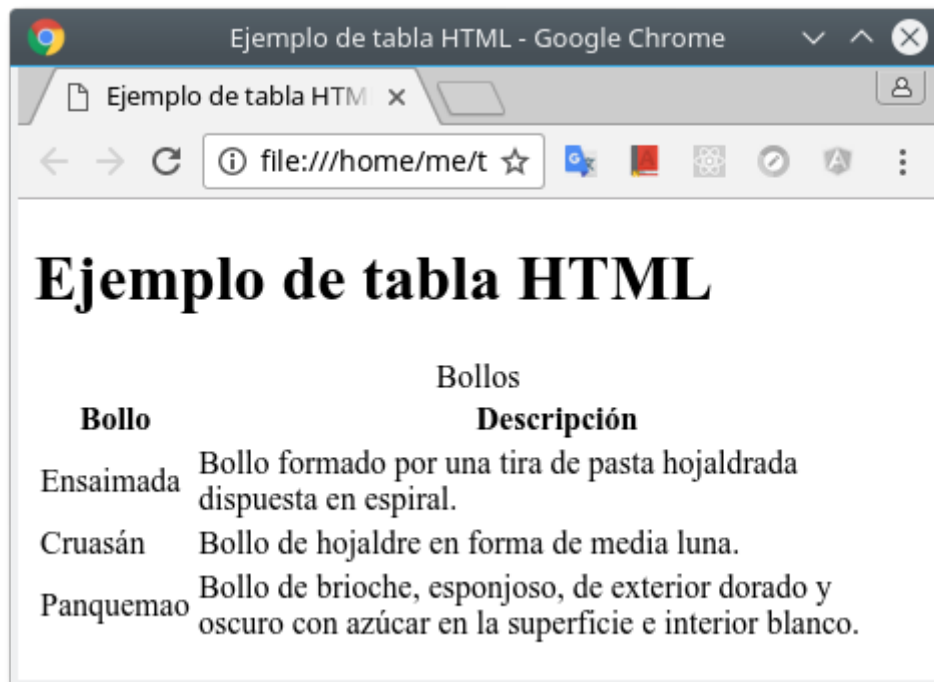 Ejemplo de tabla HTML - Google Chrome
Ejemplo de tabla HTM
file:///home/me/t
Ejemplo de tabla HTML
Bollos
Bollo Descripción
Ensaimada Bollo formado por una tira de pasta hojaldrada
dispuesta en espiral.
Cruasán Bollo de hojaldre en forma de media luna.
Panquemao Bollo de brioche, esponjoso, de exterior dorado y
oscuro con azúcar en la superficie e interior blanco.